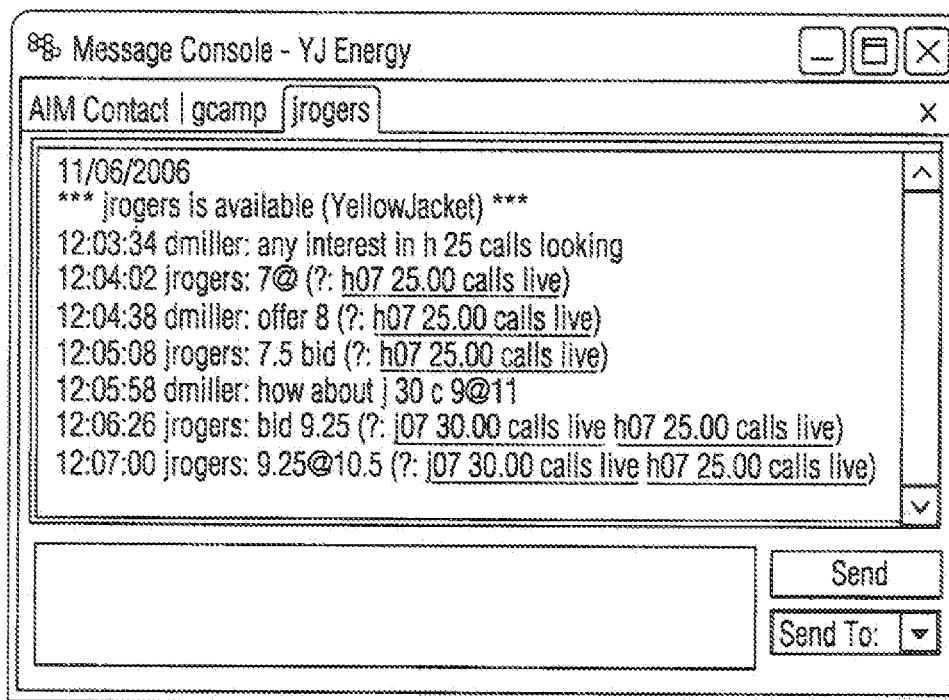 Message Console - YJ Energy
AIM Contact | gcamp jrogers X
11/06/2006
*** jrogers is available (YellowJacket) ***
12:03:34 dmiller: any interest in h 25 calls looking
12:04:02 jrogers: 7@ (?: h07 25.00 calls live)
12:04:38 dmiller: offer 8 (?: h07 25.00 calls live)
12:05:08 jrogers: 7.5 bid (?: h07 25.00 calls live)
12:05:58 dmiller: how about j 30 c 9@11
12:06:26 jrogers: bid 9.25 (?: j07 30.00 calls live h07 25.00 calls live)
12:07:00 jrogers: 9.25@10.5 (?: j07 30.00 calls live h07 25.00 calls live)
Send
Send To: